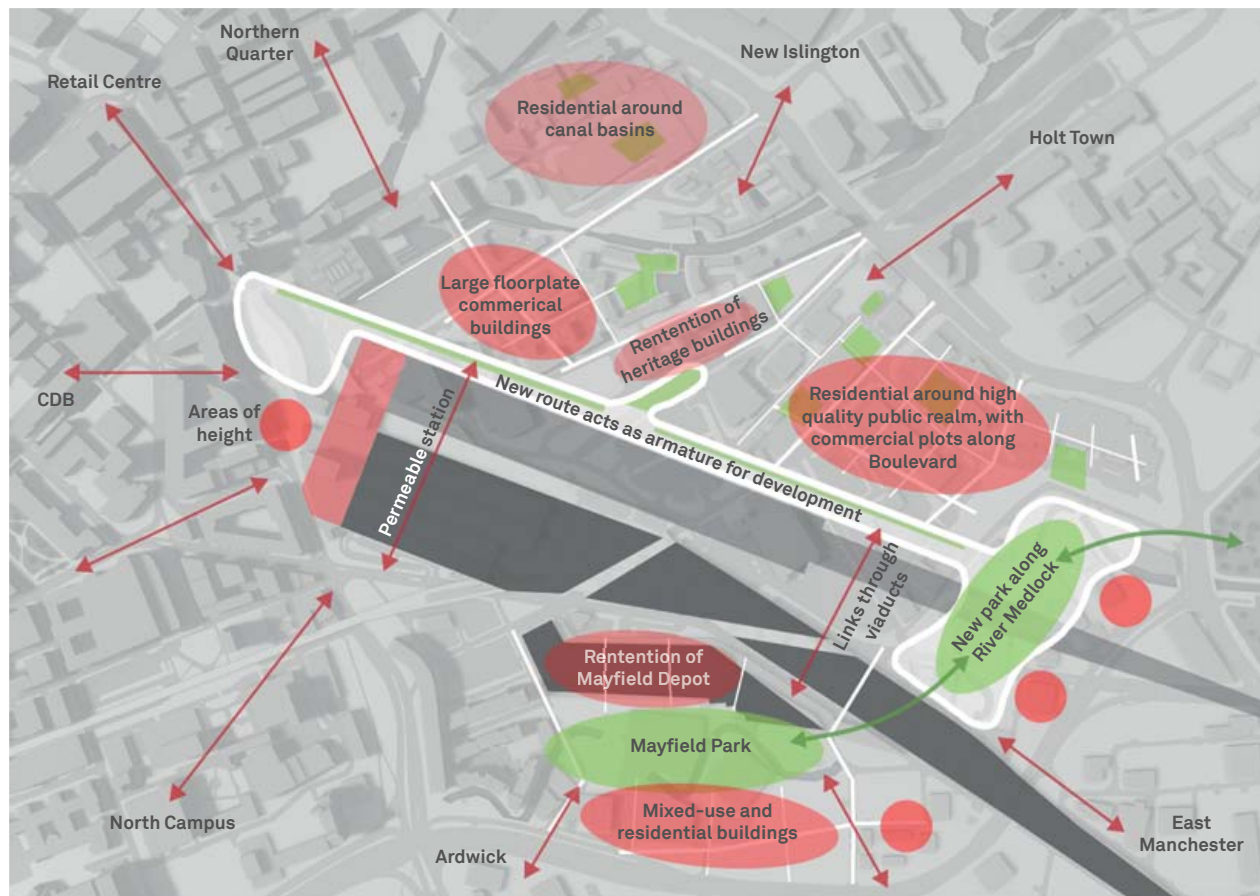 Northern
Quarter
New Islington
Retail Centre
Residential around
canal basins
Holt Town
Large floorplate
commerical
buildings
Rentention of
heritage buildings
CDB
Areas of
height
Permeable station
New route acts as armature for development
Residential around high
quality public realm, with
commercial plots along
Boulevard
Links through
viaducts
New park along
River Medlock
Rentention of
Mayfield Depot
Mayfield Park
Mixed-use and
residential buildings
North Campus
Ardwick
East
Manchester